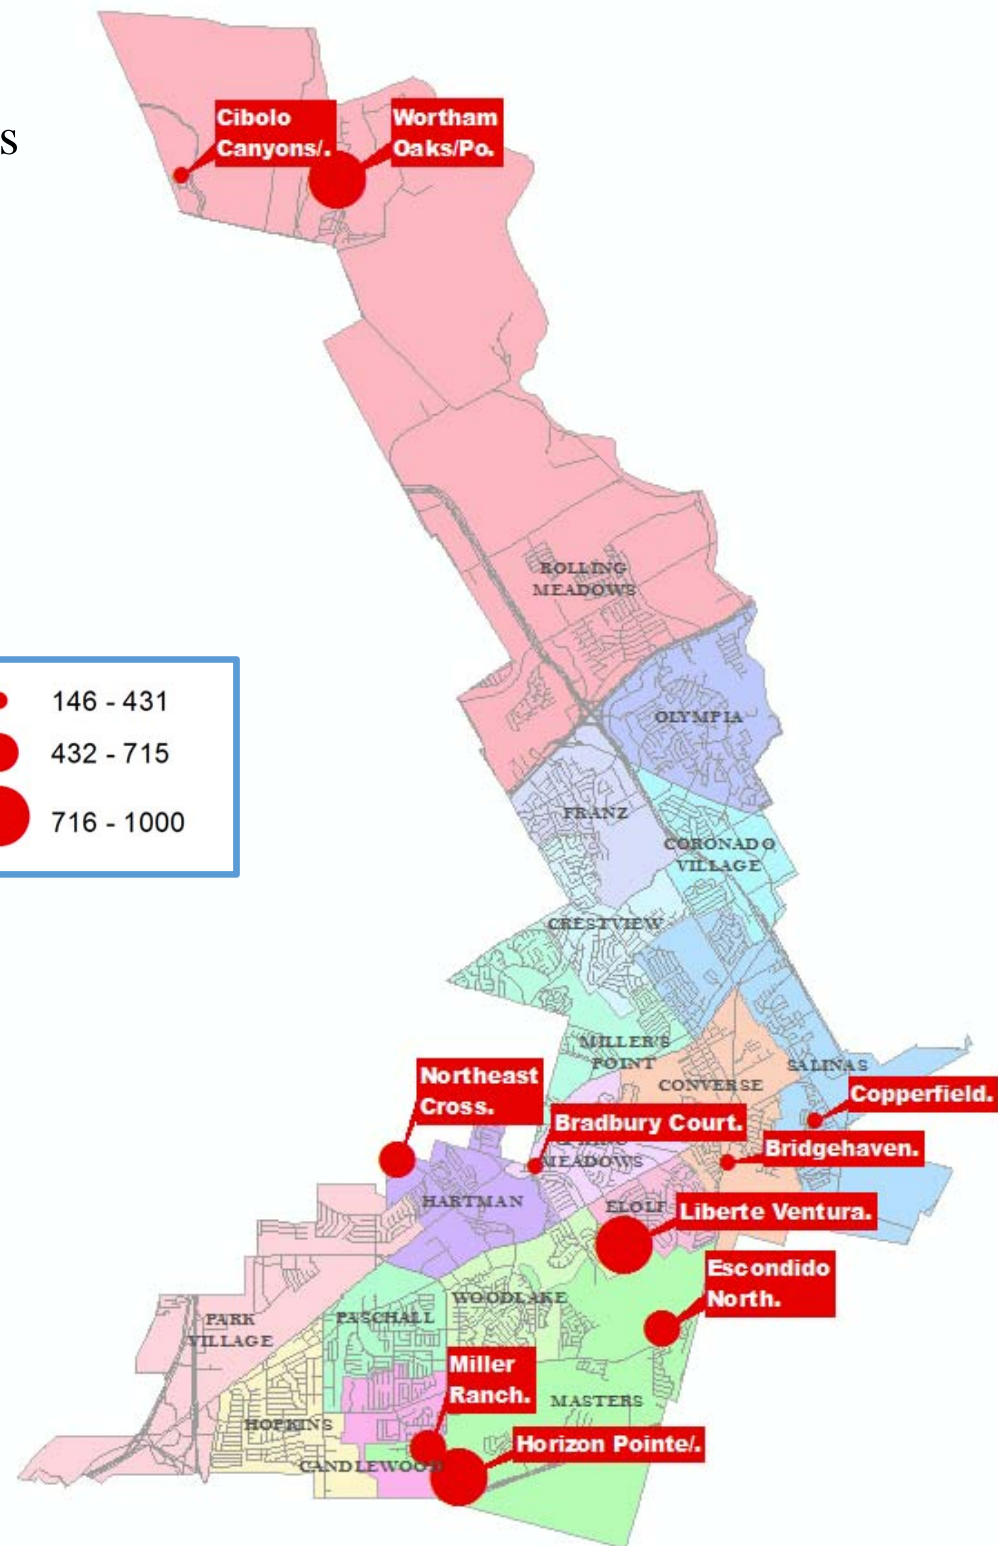 s
Cibolo
Canyons/.
Wortham
Oaks/Po.
ROLLING
MEADOWS
146 - 431
432 - 715
716 - 1000
OLYMPIA
FRANZ
CORONADO
VILLAGE
CRESTVIEW
MILLER'S
POINT
SALINAS
CONVERSE
Northeast
Cross.
Copperfield.
Bradbury Court.
Bridgehaven.
MEADOWS
HARTMAN
ELOLF
Liberte Ventura.
Escondido
North.
WOODLAKE
PARK
VILLAGE
PASCHALL
Miller
Ranch.
MASTERS
HOPKINS
Horizon Pointe/.
CANDLEWOOD